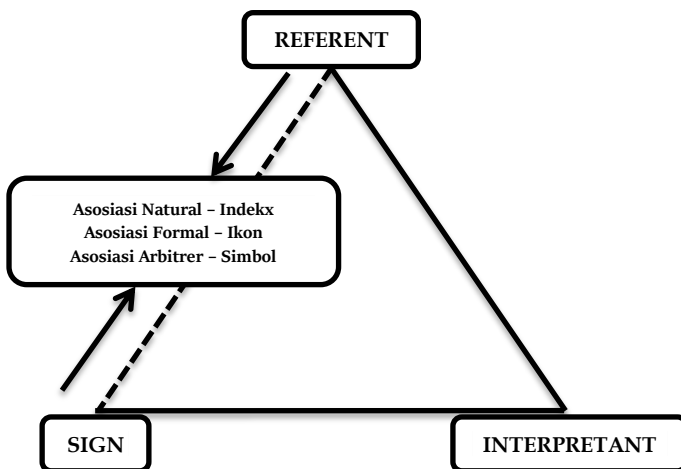 REFERENT
Asosiasi Natural – Indekx
Asosiasi Formal – Ikon
Asosiasi Arbitrer – Simbol
SIGN
INTERPRETANT